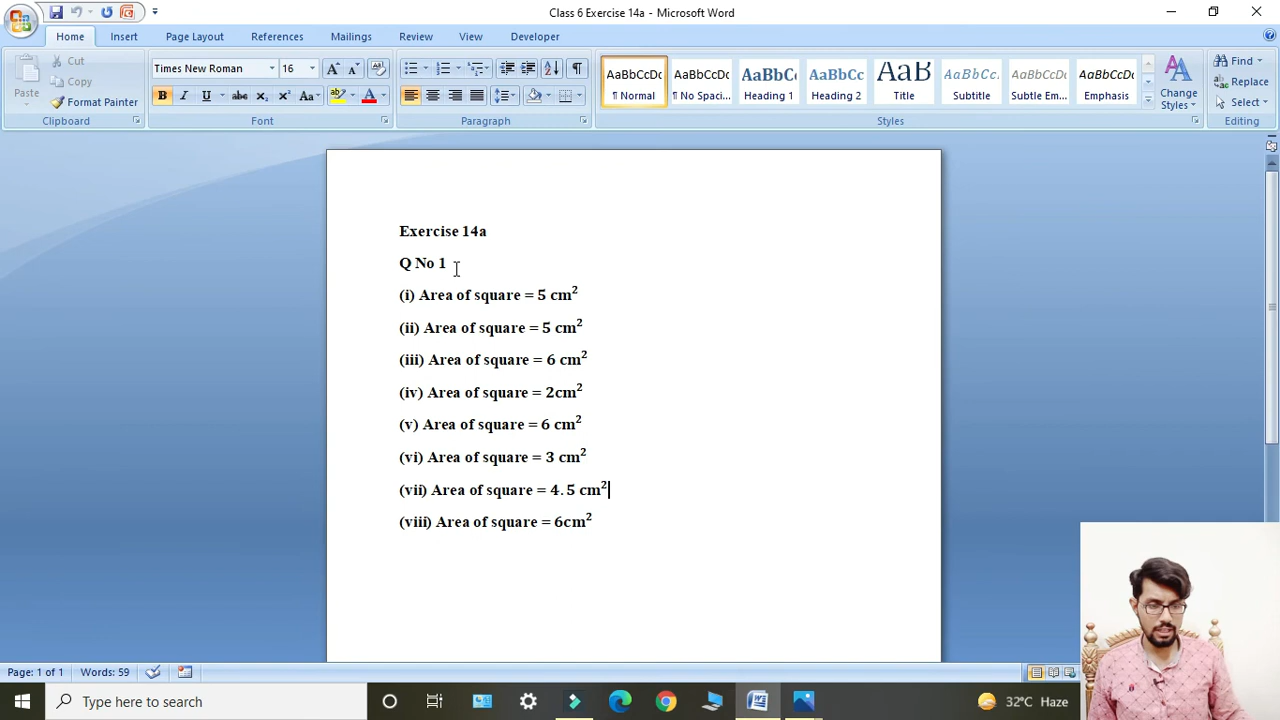 Class 6 Exercise 14a - Microsoft Word
Home Insert Page Layout References Mailings Review View Developer
Paste
Cut
Copy
Format Painter
Clipboard
Times New Roman 16
Font
Paragraph
AaBbCcDc AaBbCcDc AaBbCc AaBbCc AaB AaBbCc. AaBbCcDc AaBbCcDc
¶ Normal ¶ No Spaci... Heading 1 Heading 2 Title Subtitle Subtle Em... Emphasis
Change Styles
Styles
Find
Replace
Select
Editing
Exercise 14a
Q No 1
(i) Area of square = 5 cm²
(ii) Area of square = 5 cm²
(iii) Area of square = 6 cm²
(iv) Area of square = 2cm²
(v) Area of square = 6 cm²
(vi) Area of square = 3 cm²
(vii) Area of square = 4.5 cm²
(viii) Area of square = 6cm²
Page: 1 of 1 Words: 59
Type here to search
32°C Haze